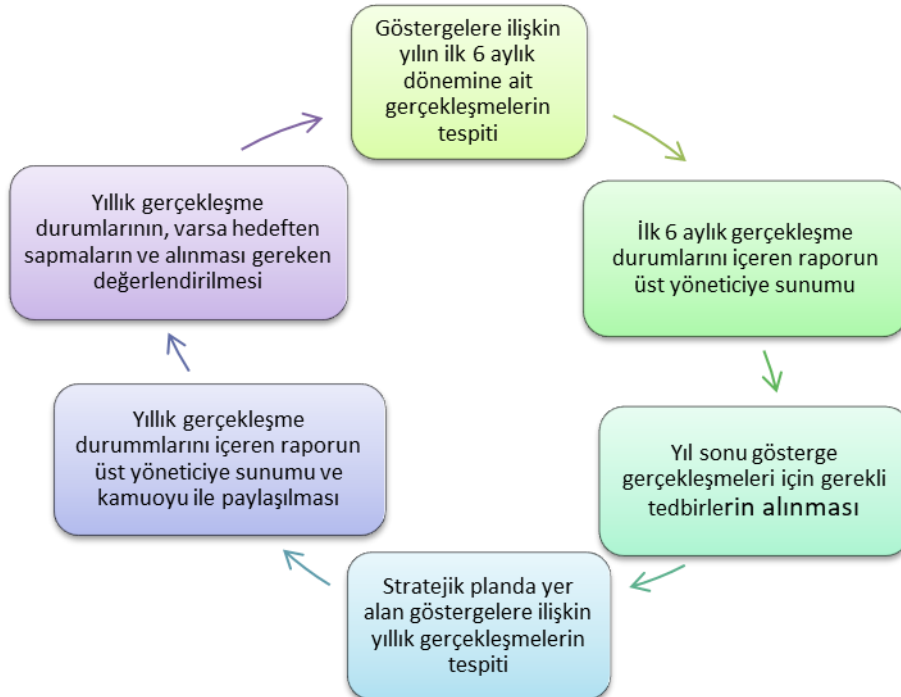 Göstergelere ilişkin
yılın ilk 6 aylık
dönemine ait
gerçekleşmelerin
tespiti
İlk 6 aylık gerçekleşme
durumlarını içeren raporun
üst yöneticiye sunumu
Yıl sonu gösterge
gerçekleşmeleri için gerekli
tedbirlerin alınması
Stratejik planda yer
alan göstergelere ilişkin
yıllık gerçekleşmelerin
tespiti
Yıllık gerçekleşme
durummlarını içeren raporun
üst yöneticiye sunumu ve
kamuoyu ile paylaşılması
Yıllık gerçekleşme
durumlarının, varsa hedeften
sapmaların ve alınması gereken
değerlendirilmesi